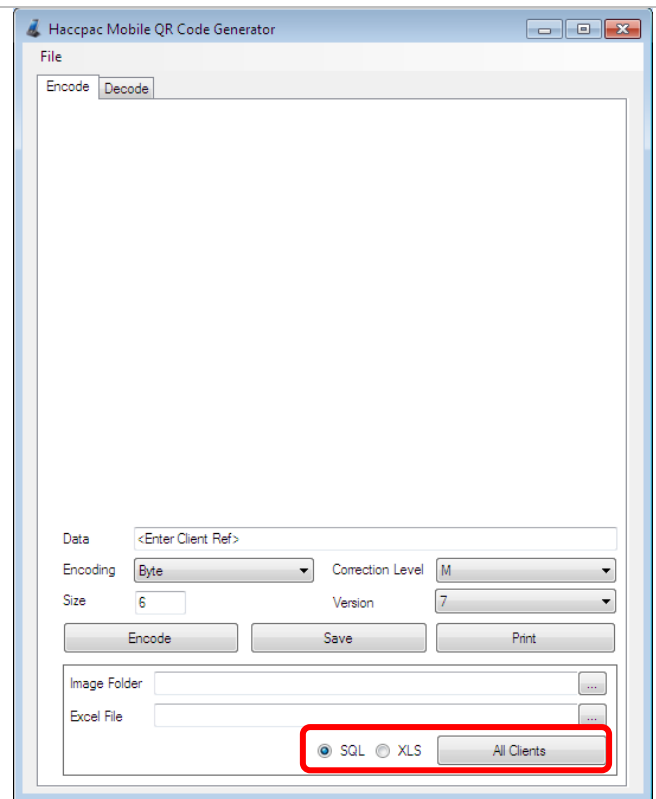 Haccpac Mobile QR Code Generator
File
Encode Decode
Data <Enter Client Ref>
Encoding Byte Correction Level M
Size 6 Version 7
Encode Save Print
Image Folder ...
Excel File ...
SQL XLS All Clients